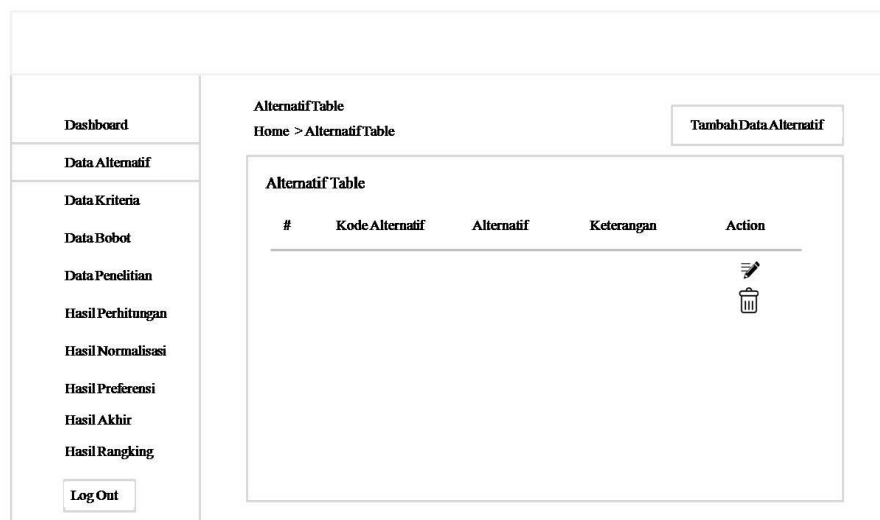 Dashboard
Data Alternatif
Data Kriteria
Data Bobot
Data Penelitian
Hasil Perhitungan
Hasil Normalisasi
Hasil Preferensi
Hasil Akhir
Hasil Rangking
Log Out
Alternatif Table
Home > Alternatif Table
Tambah Data Alternatif
Alternatif Table
# Kode Alternatif Alternatif Keterangan Action